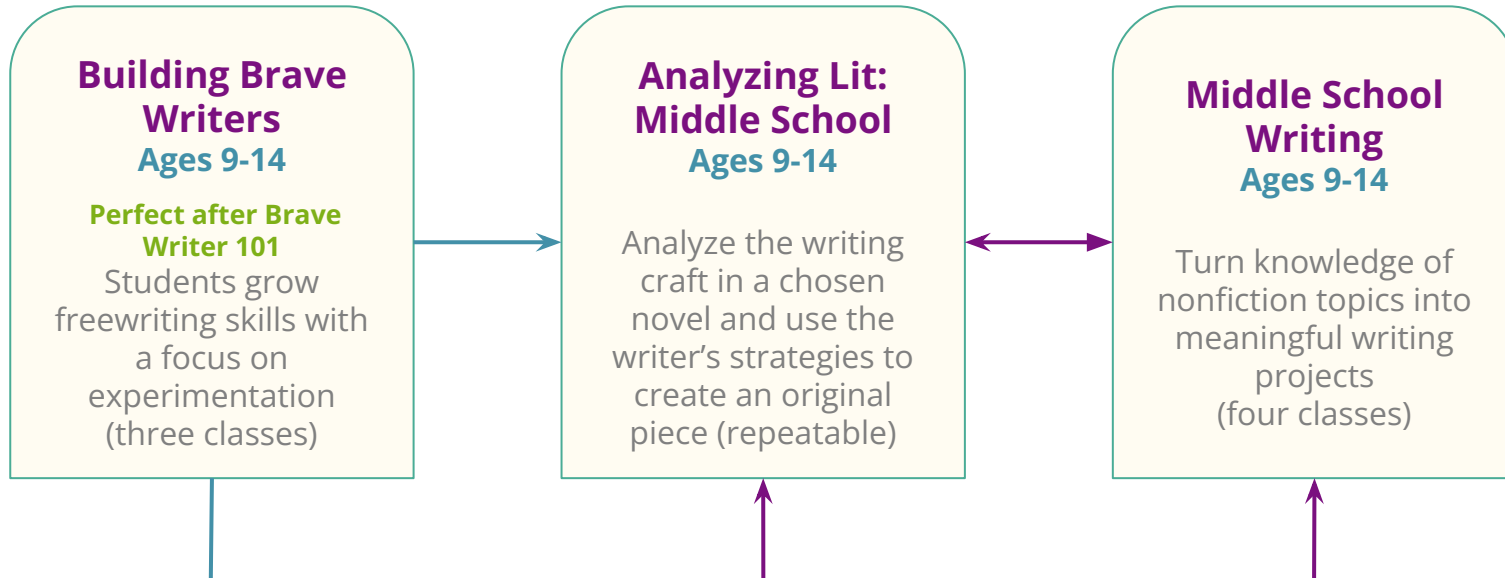 Building Brave
Writers
Ages 9-14
Perfect after Brave
Writer 101
Students grow
freewriting skills with
a focus on
experimentation
(three classes)
Analyzing Lit:
Middle School
Ages 9-14
Analyze the writing
craft in a chosen
novel and use the
writer’s strategies to
create an original
piece (repeatable)
Middle School
Writing
Ages 9-14
Turn knowledge of
nonfiction topics into
meaningful writing
projects
(four classes)